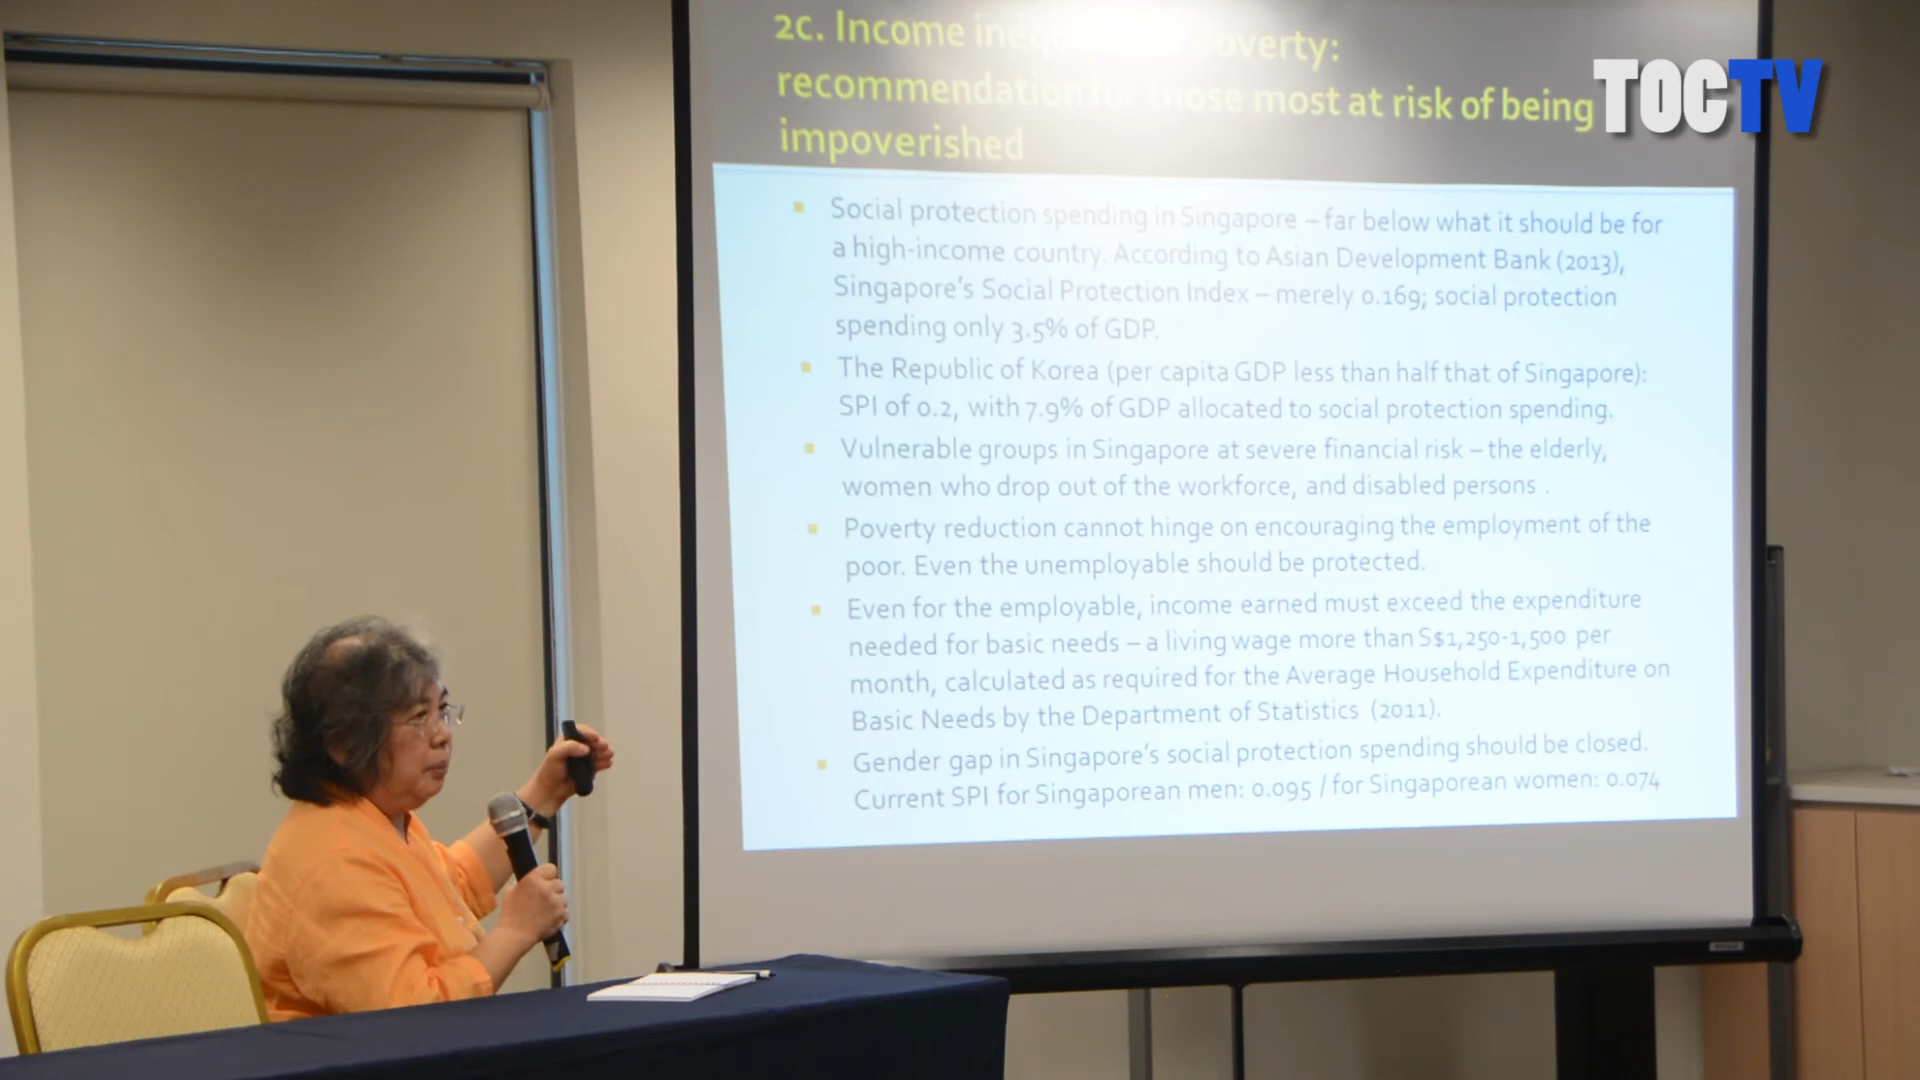 2c. Income inequality poverty:
recommendation for those most at risk of being
impoverished
TOCTV
Social protection spending in Singapore – far below what it should be for
a high-income country. According to Asian Development Bank (2013),
Singapore's Social Protection Index – merely 0.169; social protection
spending only 3.5% of GDP.
The Republic of Korea (per capita GDP less than half that of Singapore):
SPI of 0.2, with 7.9% of GDP allocated to social protection spending.
Vulnerable groups in Singapore at severe financial risk – the elderly,
women who drop out of the workforce, and disabled persons .
Poverty reduction cannot hinge on encouraging the employment of the
poor. Even the unemployable should be protected.
Even for the employable, income earned must exceed the expenditure
needed for basic needs – a living wage more than S$1,250-1,500 per
month, calculated as required for the Average Household Expenditure on
Basic Needs by the Department of Statistics (2011).
Gender gap in Singapore's social protection spending should be closed.
Current SPI for Singaporean men: 0.095 / for Singaporean women: 0.074